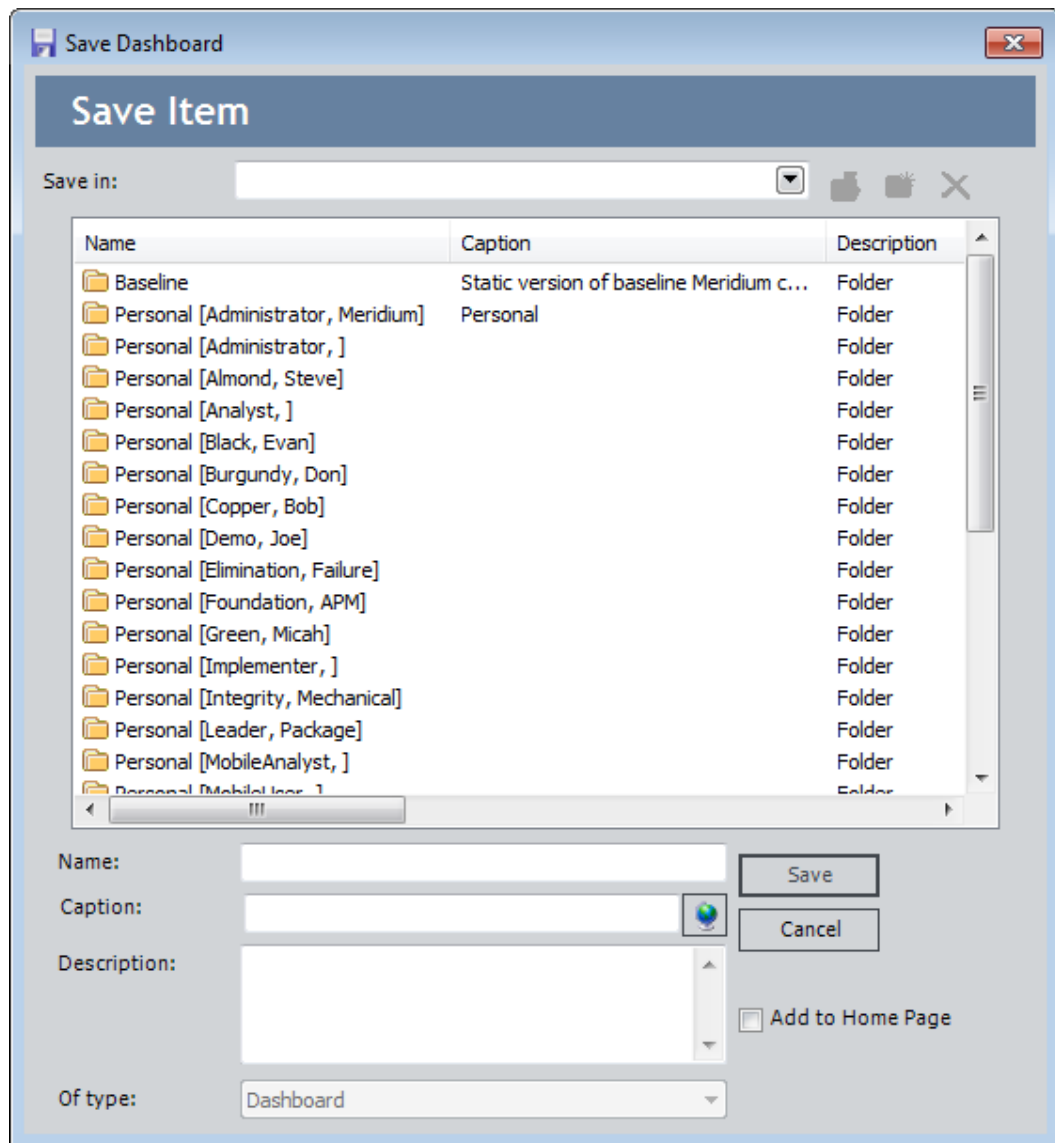 Save Dashboard
Save Item
Save in:
Name Caption Description
Baseline Static version of baseline Meridium c... Folder
Personal [Administrator, Meridium] Personal Folder
Personal [Administrator, ] Folder
Personal [Almond, Steve] Folder
Personal [Analyst, ] Folder
Personal [Black, Evan] Folder
Personal [Burgundy, Don] Folder
Personal [Copper, Bob] Folder
Personal [Demo, Joe] Folder
Personal [Elimination, Failure] Folder
Personal [Foundation, APM] Folder
Personal [Green, Micah] Folder
Personal [Implementer, ] Folder
Personal [Integrity, Mechanical] Folder
Personal [Leader, Package] Folder
Personal [MobileAnalyst, ] Folder
Personal [MobileUser, ] Folder
Name:
Save
Caption:
Cancel
Description:
Add to Home Page
Of type: Dashboard